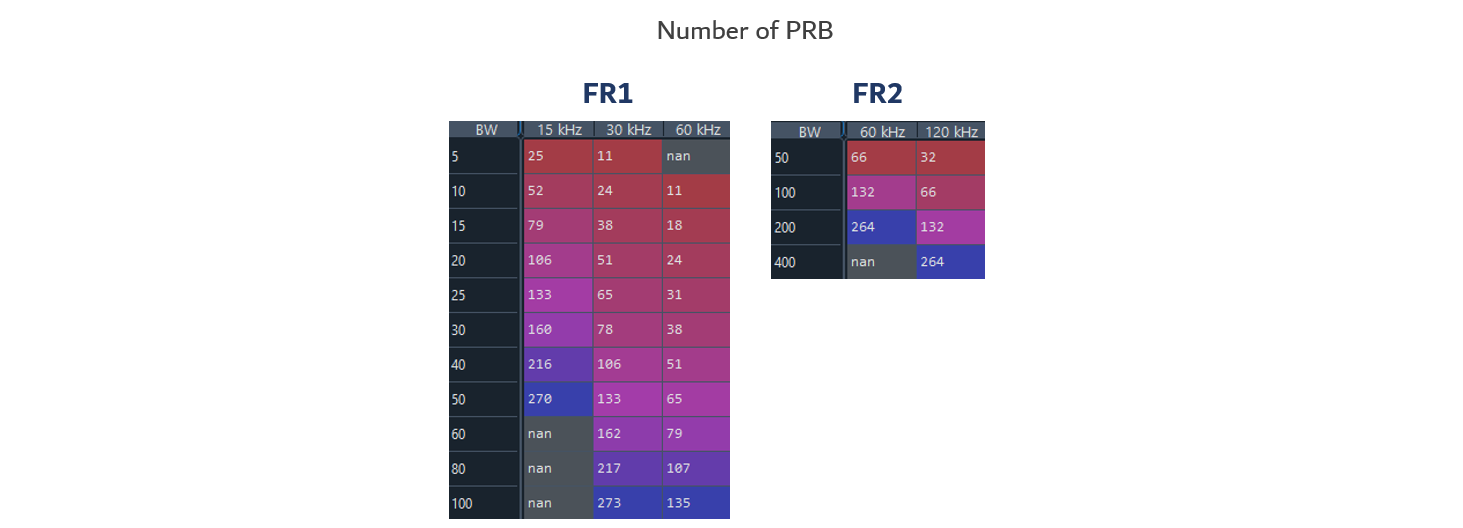 Number of PRB
FR1
BW 15 kHz 30 kHz 60 kHz
5 25 11 nan
10 52 24 11
15 79 38 18
20 106 51 24
25 133 65 31
30 160 78 38
40 216 106 51
50 270 133 65
60 nan 162 79
80 nan 217 107
100 nan 273 135
FR2
BW 60 kHz 120 kHz
50 66 32
100 132 66
200 264 132
400 nan 264